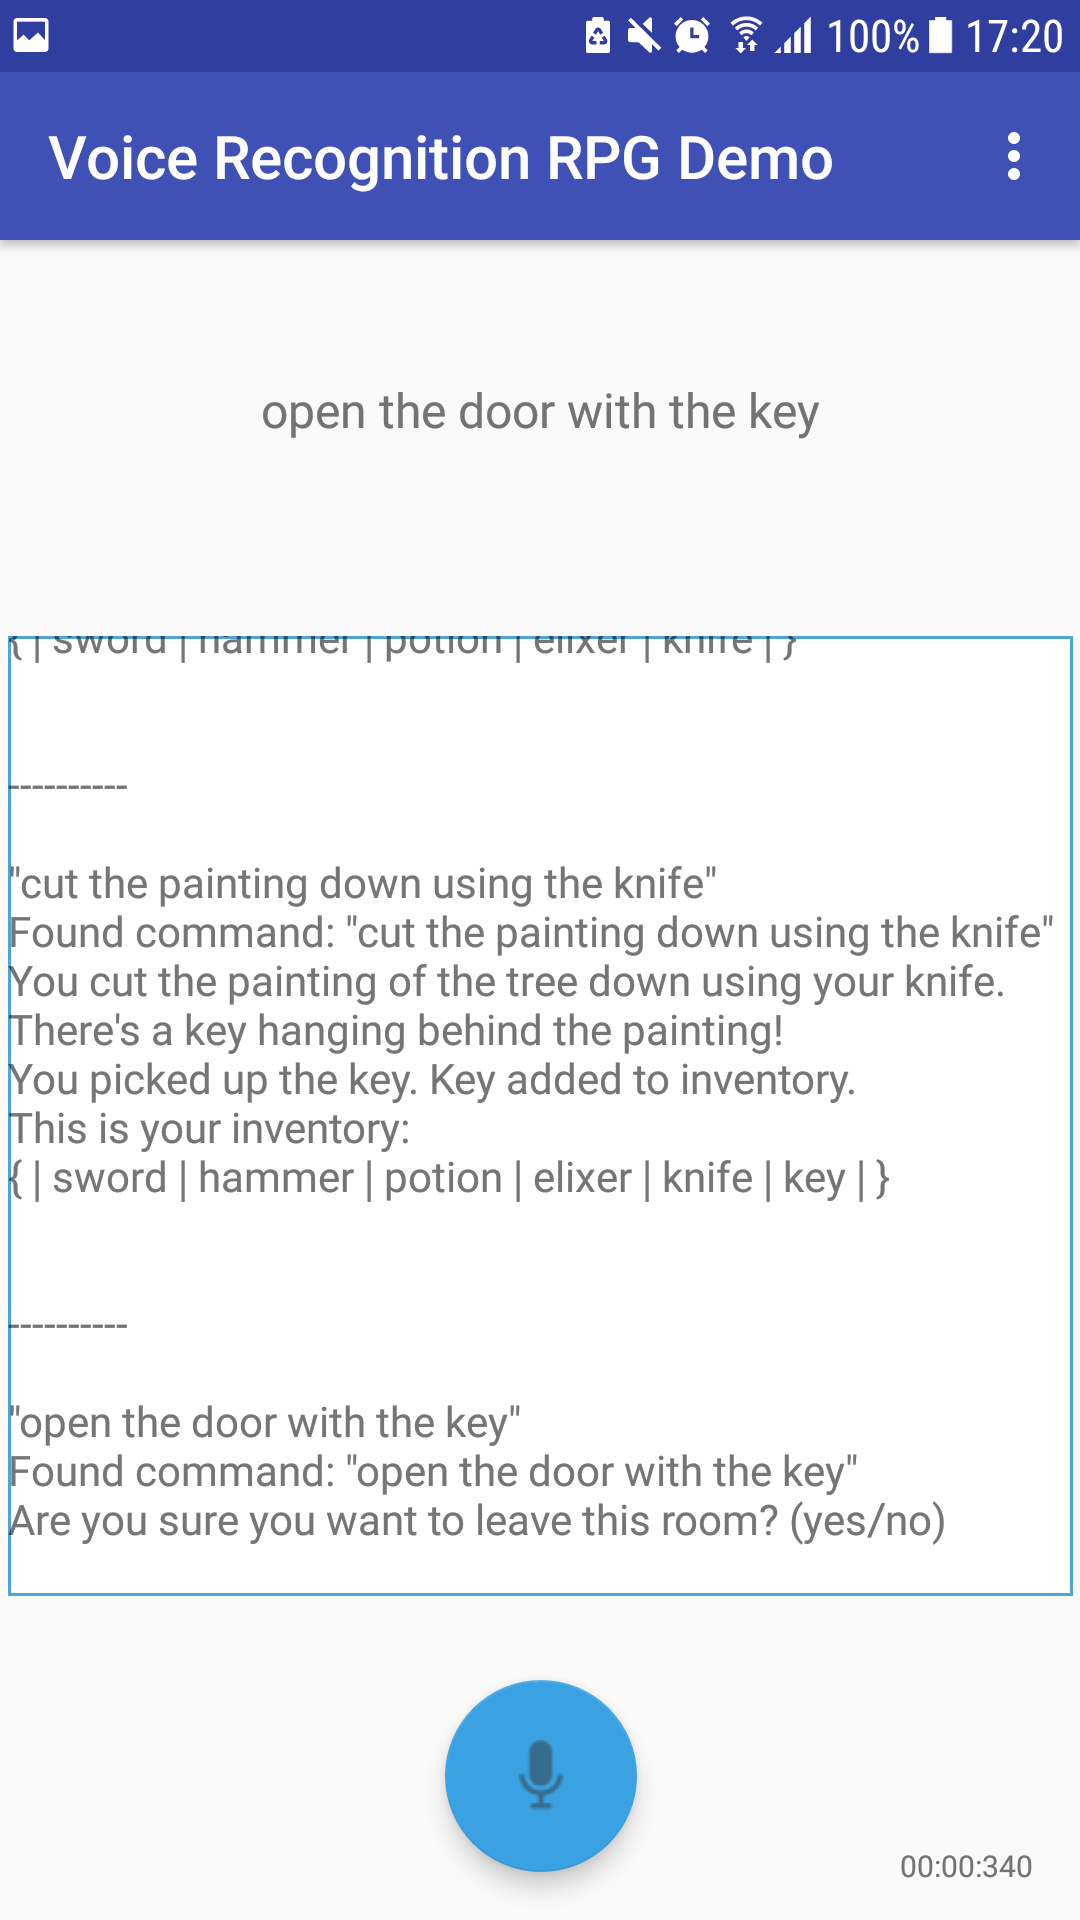 100% 17:20
Voice Recognition RPG Demo
open the door with the key
{ | sword | hammer | potion | elixer | knife | }
----------
"cut the painting down using the knife"
Found command: "cut the painting down using the knife"
You cut the painting of the tree down using your knife.
There's a key hanging behind the painting!
You picked up the key. Key added to inventory.
This is your inventory:
{ | sword | hammer | potion | elixer | knife | key | }
----------
"open the door with the key"
Found command: "open the door with the key"
Are you sure you want to leave this room? (yes/no)
00:00:340